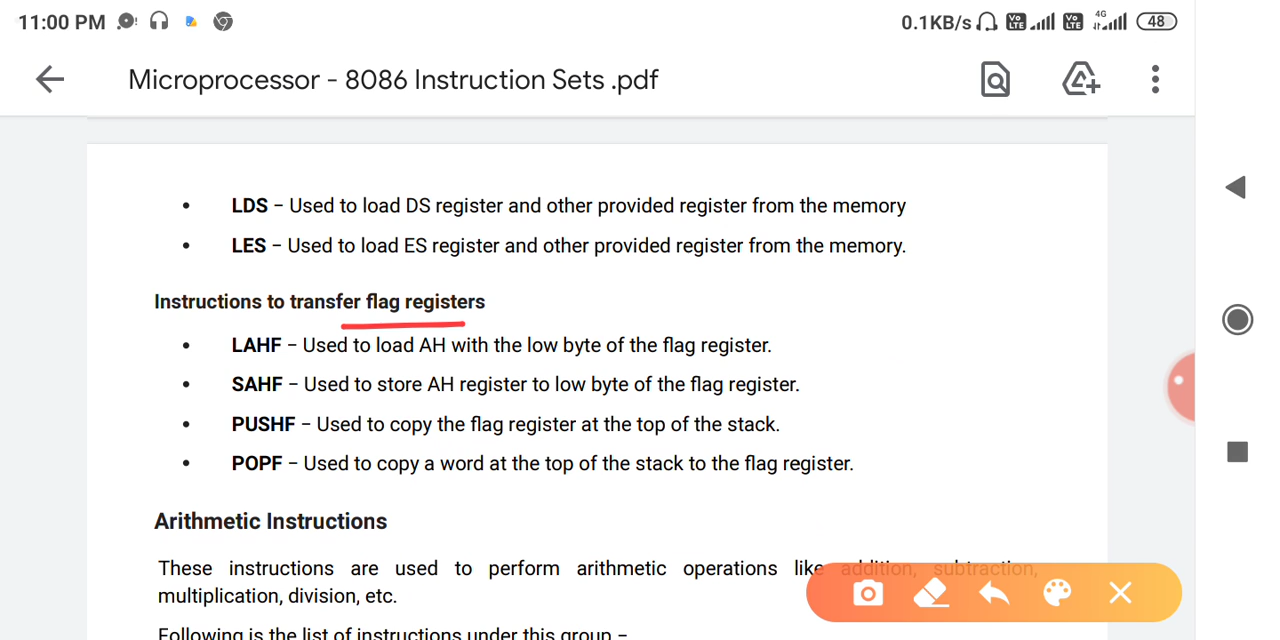 11:00 PM
0.1KB/s Vo LTE Vo LTE 4G 48
Microprocessor - 8086 Instruction Sets .pdf
• LDS − Used to load DS register and other provided register from the memory
• LES − Used to load ES register and other provided register from the memory.
Instructions to transfer flag registers
• LAHF − Used to load AH with the low byte of the flag register.
• SAHF − Used to store AH register to low byte of the flag register.
• PUSHF − Used to copy the flag register at the top of the stack.
• POPF − Used to copy a word at the top of the stack to the flag register.
Arithmetic Instructions
These instructions are used to perform arithmetic operations like addition, subtraction,
multiplication, division, etc.
Following is the list of instructions under this group −